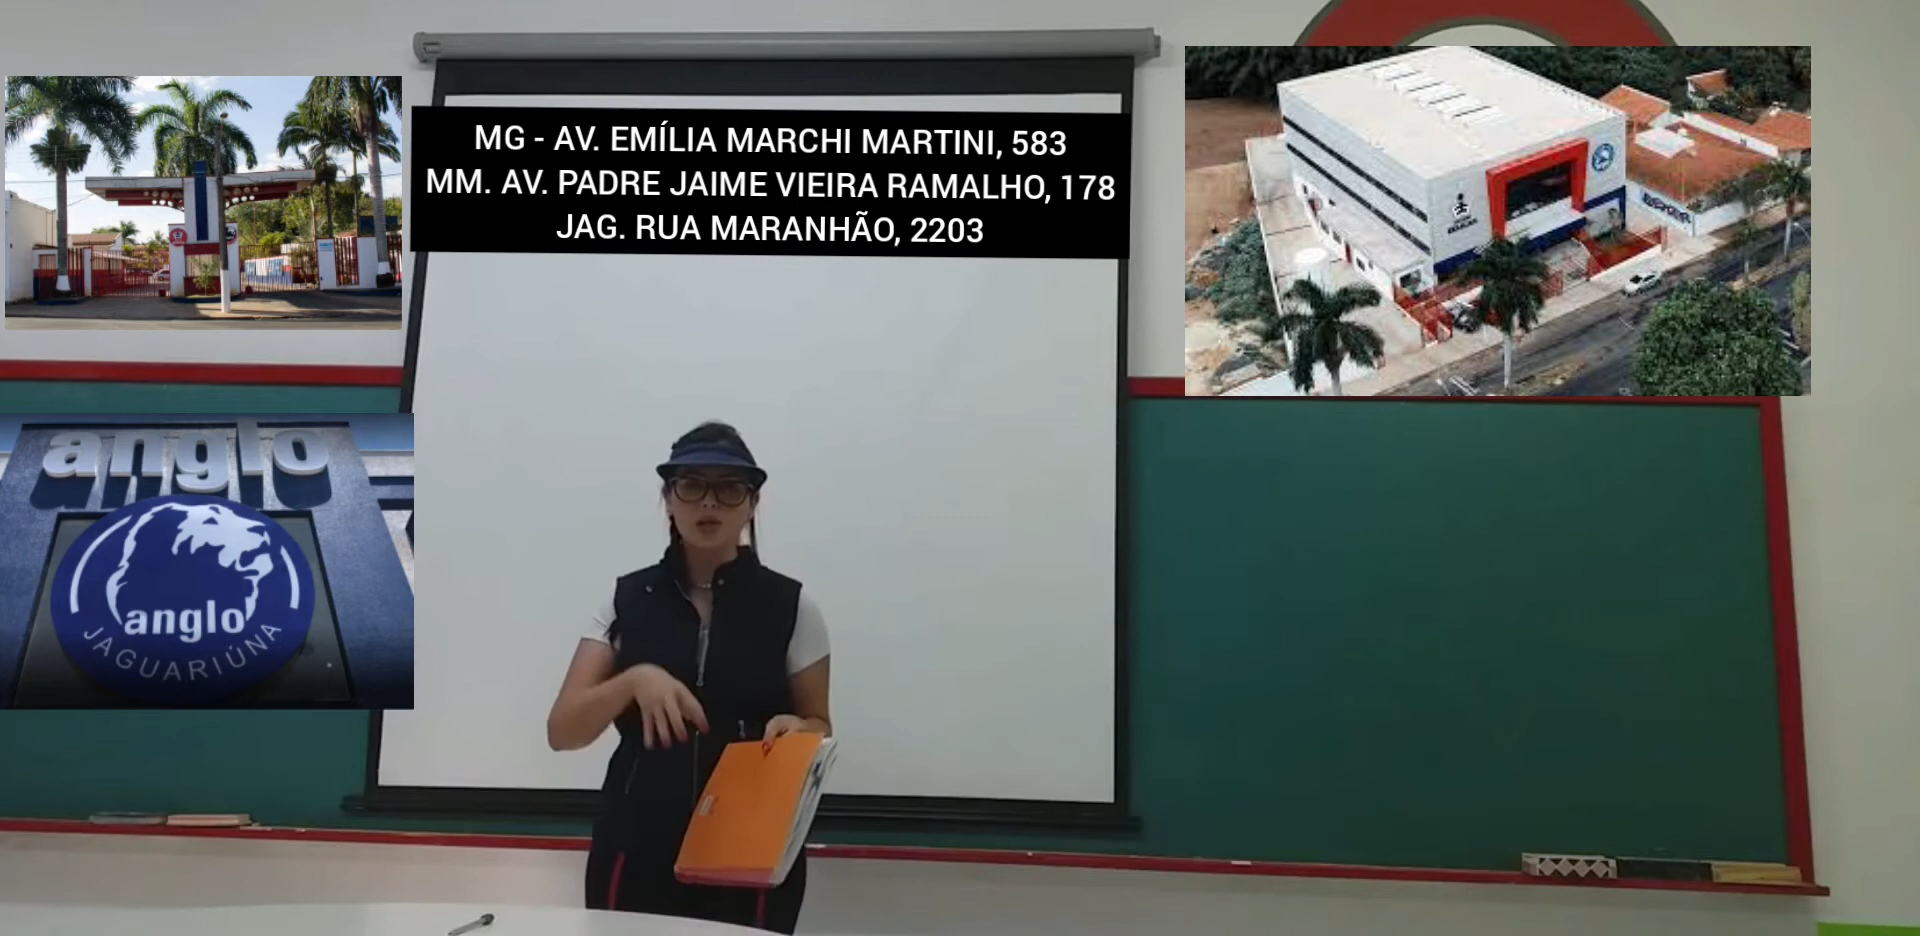 MG - AV. EMÍLIA MARCHI MARTINI, 583
MM. AV. PADRE JAIME VIEIRA RAMALHO, 178
JAG. RUA MARANHÃO, 2203
anglo
anglo
JAGUARIÚNA